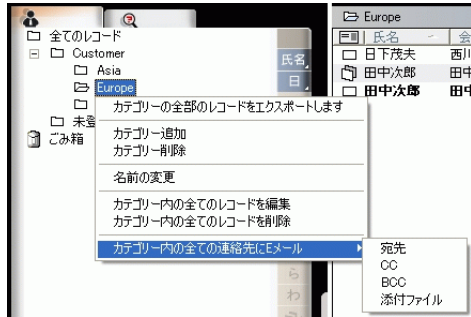 全てのレコード
Customer
Asia
Europe
ごみ箱
カテゴリーの全部のレコードをエクスポートします
カテゴリー追加
カテゴリー削除
名前の変更
カテゴリー内の全てのレコードを編集
カテゴリー内の全てのレコードを削除
カテゴリー内の全ての連絡先にEメール
宛先
CC
BCC
添付ファイル
氏名
日
ら
わ
Europe
氏名
日下茂夫 西川
田中次郎 田中
田中次郎 田中